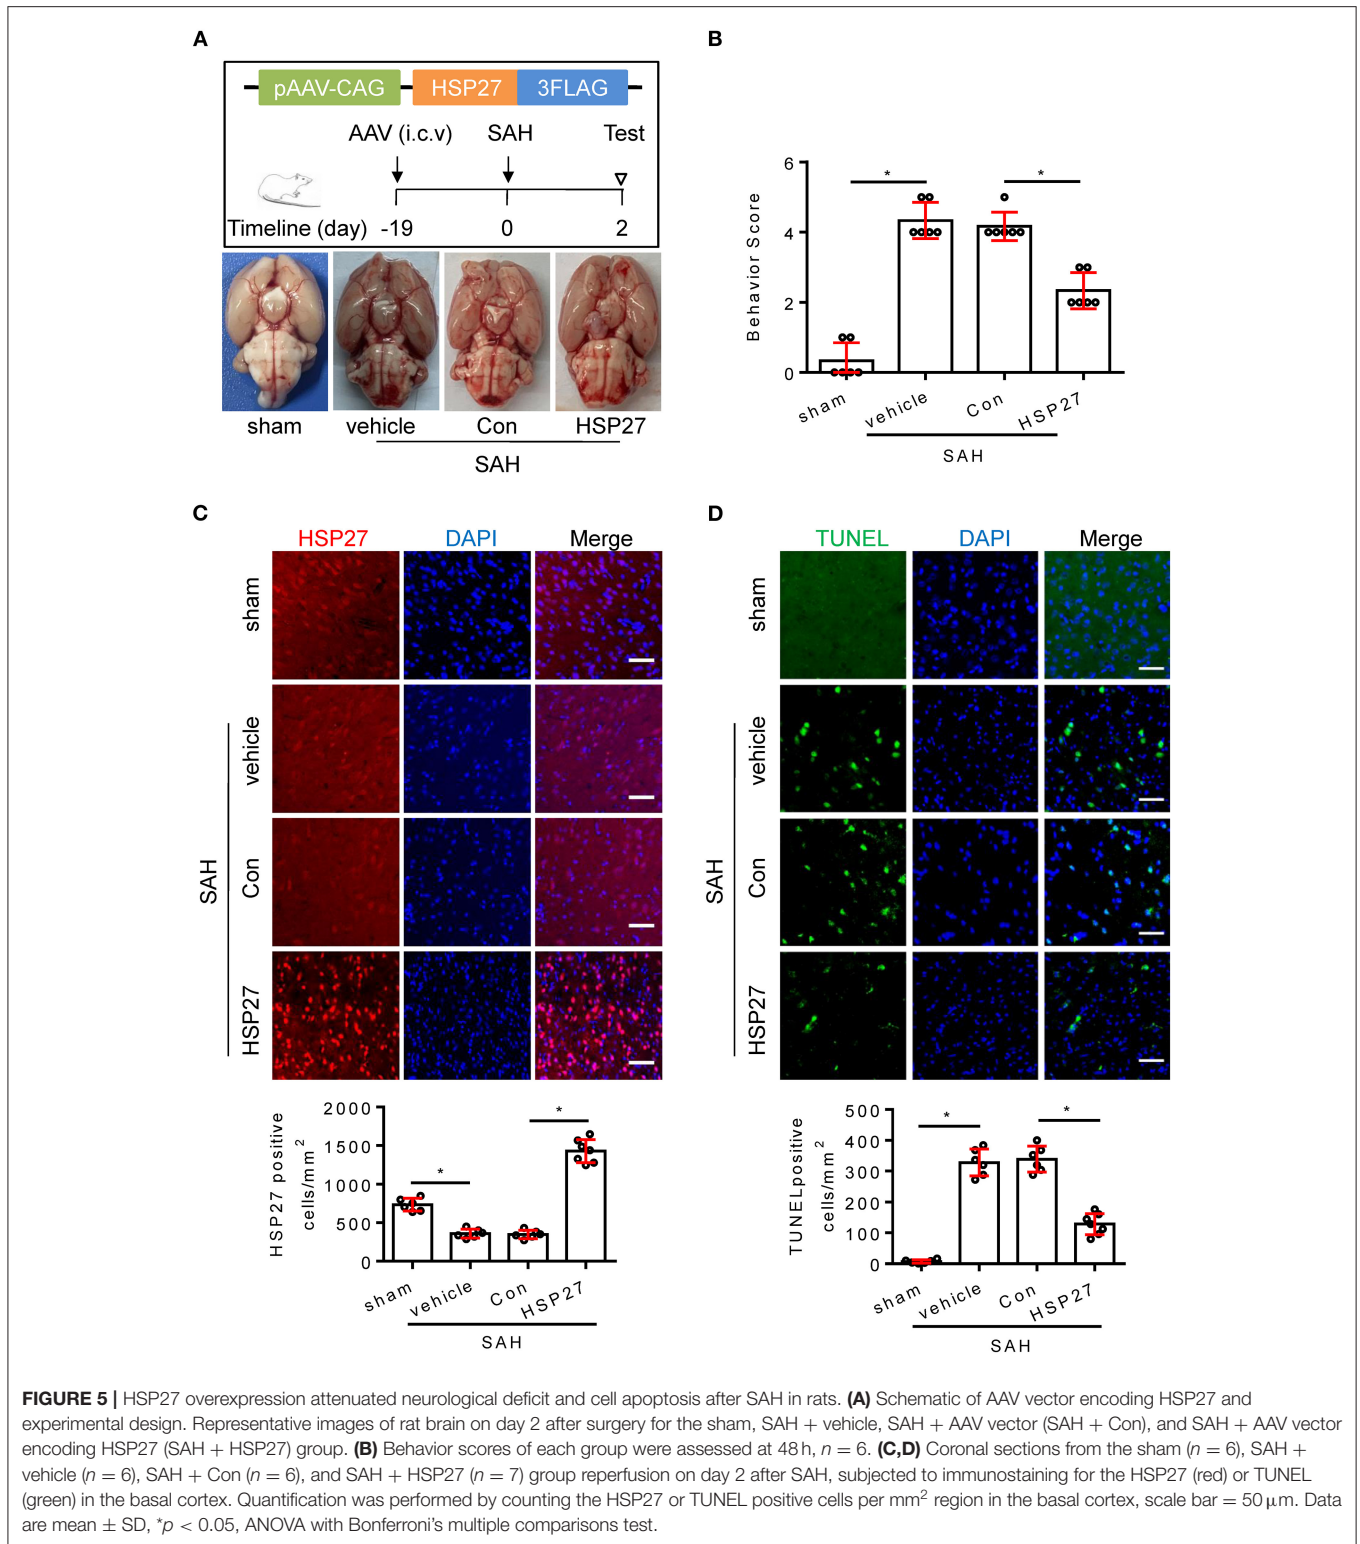 A
pAAV-CAG HSP27 3FLAG
AAV (i.c.v) SAH Test
Timeline (day) -19 0 2
sham vehicle Con HSP27
SAH
B
Behavior Score
6
4
2
0
* *
sham vehicle Con HSP27
SAH
C
HSP27 DAPI Merge
sham
vehicle
Con
HSP27
SAH
HSP27 positive
cells/mm2
2000
1500
1000
500
0
* *
sham vehicle Con HSP27
SAH
D
TUNEL DAPI Merge
sham
vehicle
Con
HSP27
SAH
TUNELpositive
cells/mm2
500
400
300
200
100
0
* *
sham vehicle Con HSP27
SAH
FIGURE 5 | HSP27 overexpression attenuated neurological deficit and cell apoptosis after SAH in rats. (A) Schematic of AAV vector encoding HSP27 and
experimental design. Representative images of rat brain on day 2 after surgery for the sham, SAH + vehicle, SAH + AAV vector (SAH + Con), and SAH + AAV vector
encoding HSP27 (SAH + HSP27) group. (B) Behavior scores of each group were assessed at 48 h, n = 6. (C,D) Coronal sections from the sham (n = 6), SAH +
vehicle (n = 6), SAH + Con (n = 6), and SAH + HSP27 (n = 7) group reperfusion on day 2 after SAH, subjected to immunostaining for the HSP27 (red) or TUNEL
(green) in the basal cortex. Quantification was performed by counting the HSP27 or TUNEL positive cells per mm2 region in the basal cortex, scale bar = 50 μm. Data
are mean ± SD, *p < 0.05, ANOVA with Bonferroni's multiple comparisons test.